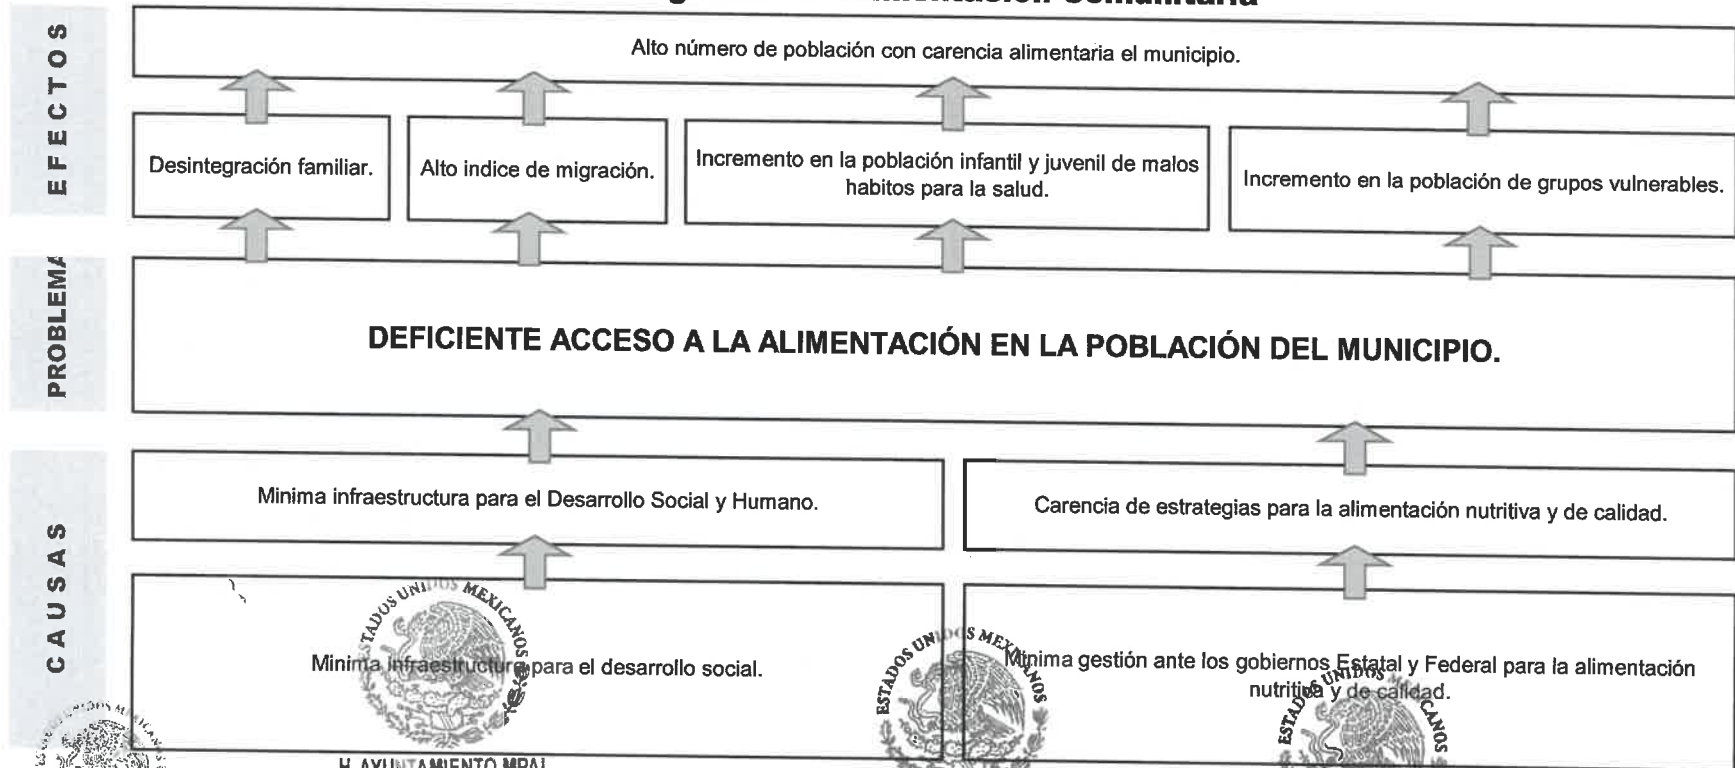 Alto número de población con carencia alimentaria el municipio.
EFECTOS
Desintegración familiar.
Alto indice de migración.
Incremento en la población infantil y juvenil de malos
habitos para la salud.
Incremento en la población de grupos vulnerables.
PROBLEMA
DEFICIENTE ACCESO A LA ALIMENTACIÓN EN LA POBLACIÓN DEL MUNICIPIO.
CAUSAS
Minima infraestructura para el Desarrollo Social y Humano.
Carencia de estrategias para la alimentación nutritiva y de calidad.
ESTADOS UNIDOS MEXICANOS
Minima infraestructura para el desarrollo social.
ESTADOS UNIDOS MEXICANOS
Minima gestión ante los gobiernos Estatal y Federal para la alimentación
nutritiva y de calidad.
ESTADOS UNIDOS MEXICANOS
H. AYUNTAMIENTO MPAL